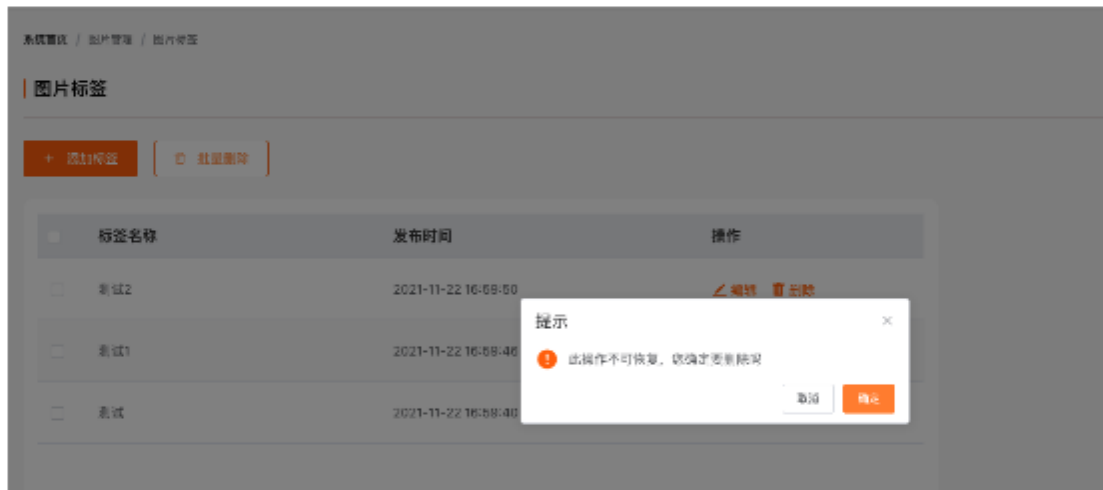 系统首页 / 图片管理 / 图片标签
图片标签
+ 添加标签 批量删除
标签名称 发布时间 操作
测试2 2021-11-22 16:59:50 编辑 删除
测试1 2021-11-22 16:59:46
测试 2021-11-22 16:59:40
提示 ×
此操作不可恢复，您确定要删除吗
取消 确定